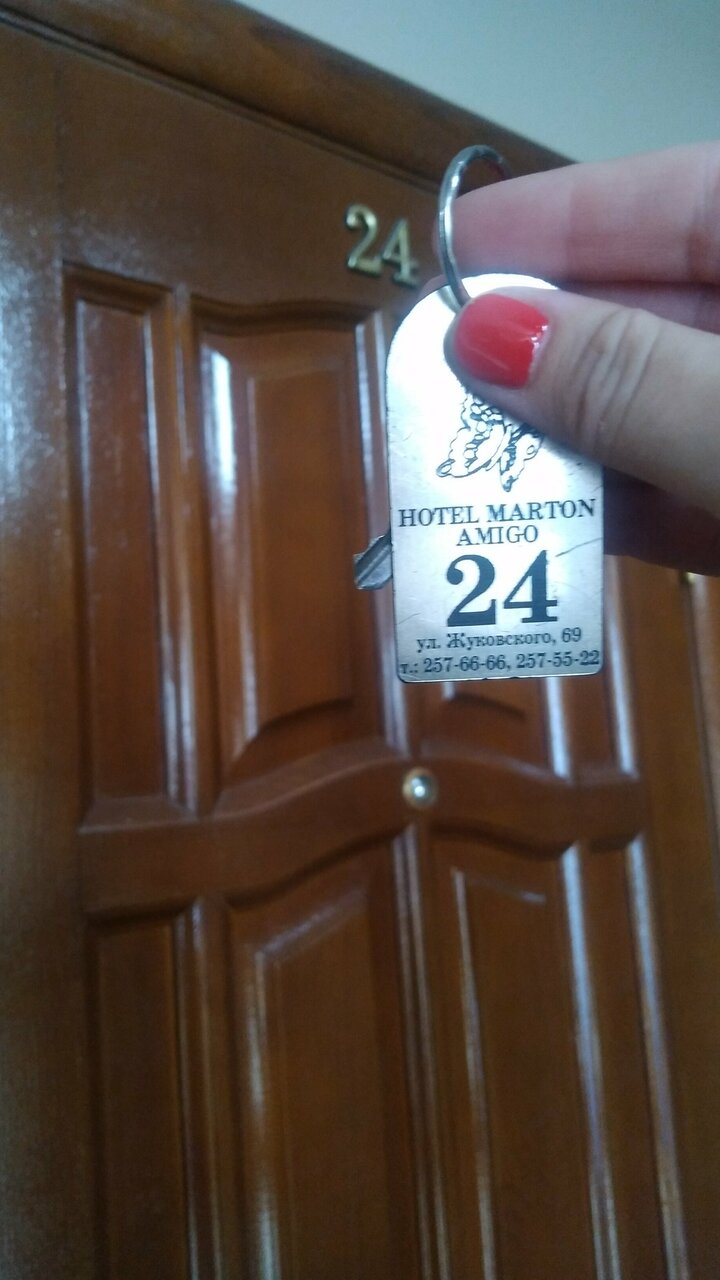 24
HOTEL MARTON
AMIGO
24
ул. Жуковского, 69
т.: 257-66-66, 257-55-22